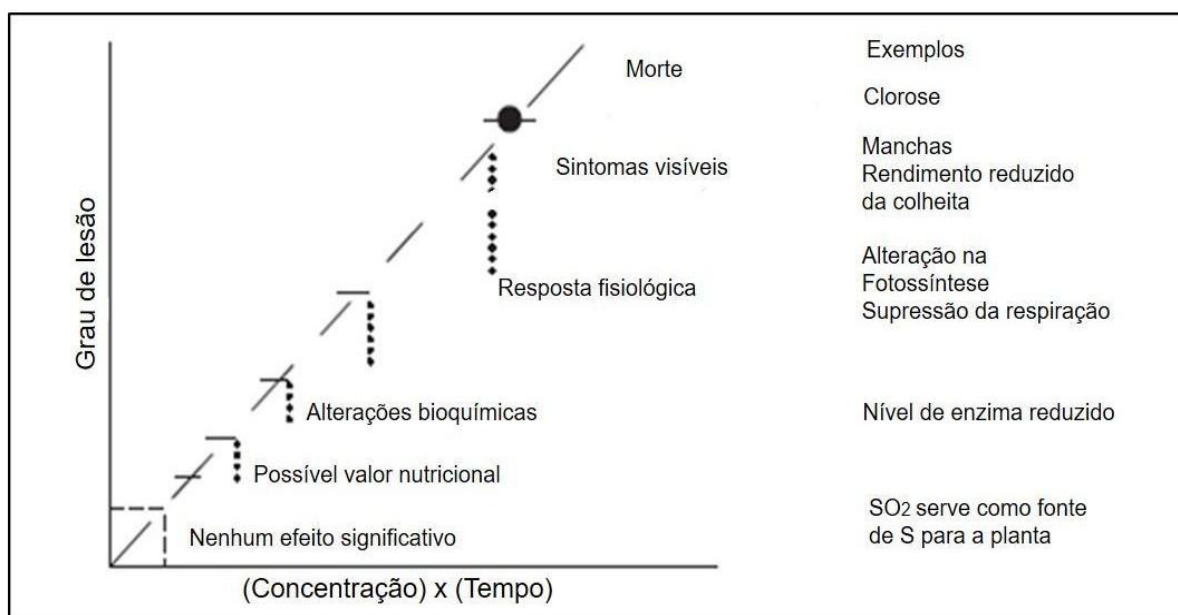 Exemplos
Morte
Clorose
Manchas
Sintomas visíveis
Rendimento reduzido
da colheita
Alteração na
Resposta fisiológica
Fotossíntese
Supressão da respiração
Grau de lesão
Alterações bioquímicas
Nível de enzima reduzido
Possível valor nutricional
SO2 serve como fonte
Nenhum efeito significativo
de S para a planta
(Concentração) x (Tempo)